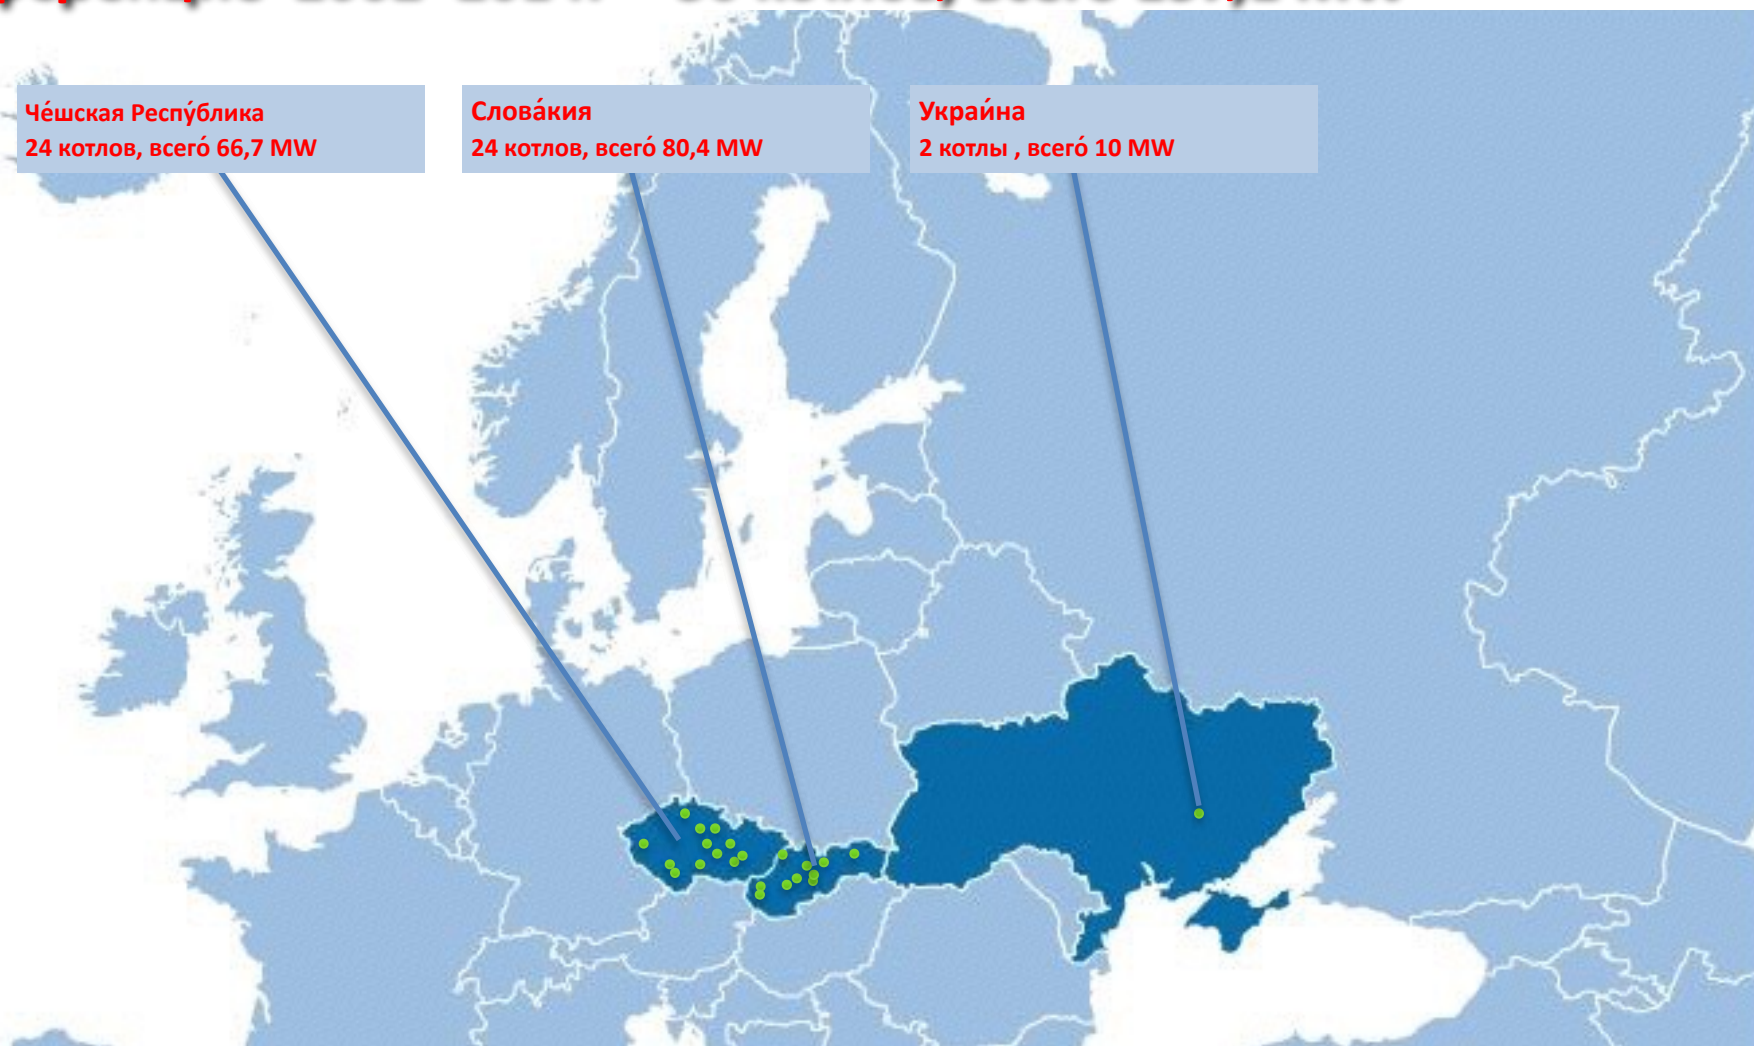 Че́шская Респу́блика
24 котлов, всего́ 66,7 MW
Слова́кия
24 котлов, всего́ 80,4 MW
Украи́на
2 котлы , всего́ 10 MW